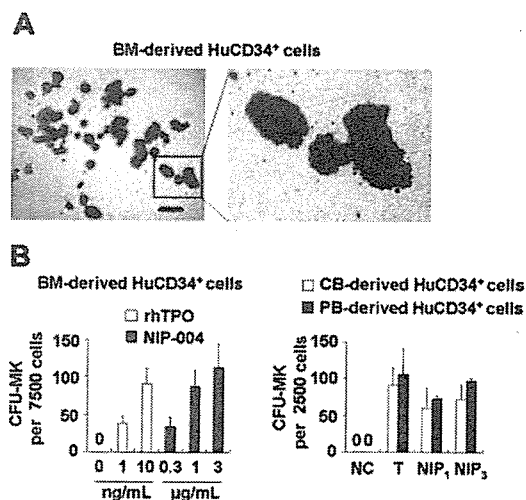 A
BM-derived HuCD34+ cells
B
BM-derived HuCD34+ cells
rhTPO
NIP-004
CFU-MK
per 7500 cells
150
100
50
0
0
0 1 10 0.3 1 3
ng/mL µg/mL
CB-derived HuCD34+ cells
PB-derived HuCD34+ cells
CFU-MK
per 2500 cells
150
100
50
0
00
NC T NIP₁ NIP₃